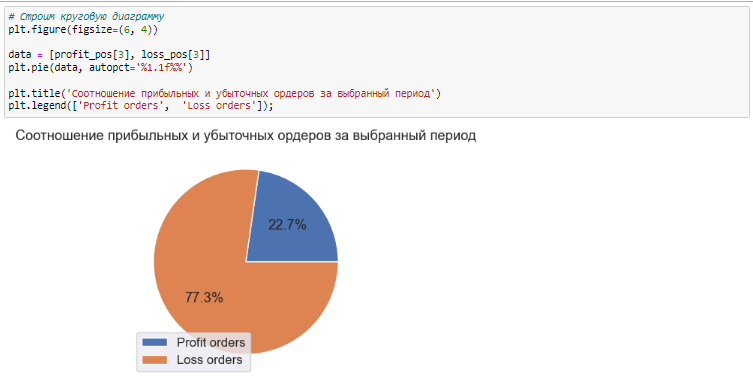 # Строим круговую диаграмму
plt.figure(figsize=(6, 4))
data = [profit_pos[3], loss_pos[3]]
plt.pie(data, autopct='%1.1f%%')
plt.title('Соотношение прибыльных и убыточных ордеров за выбранный период')
plt.legend(['Profit orders',  'Loss orders']);
Соотношение прибыльных и убыточных ордеров за выбранный период
22.7%
77.3%
Profit orders
Loss orders